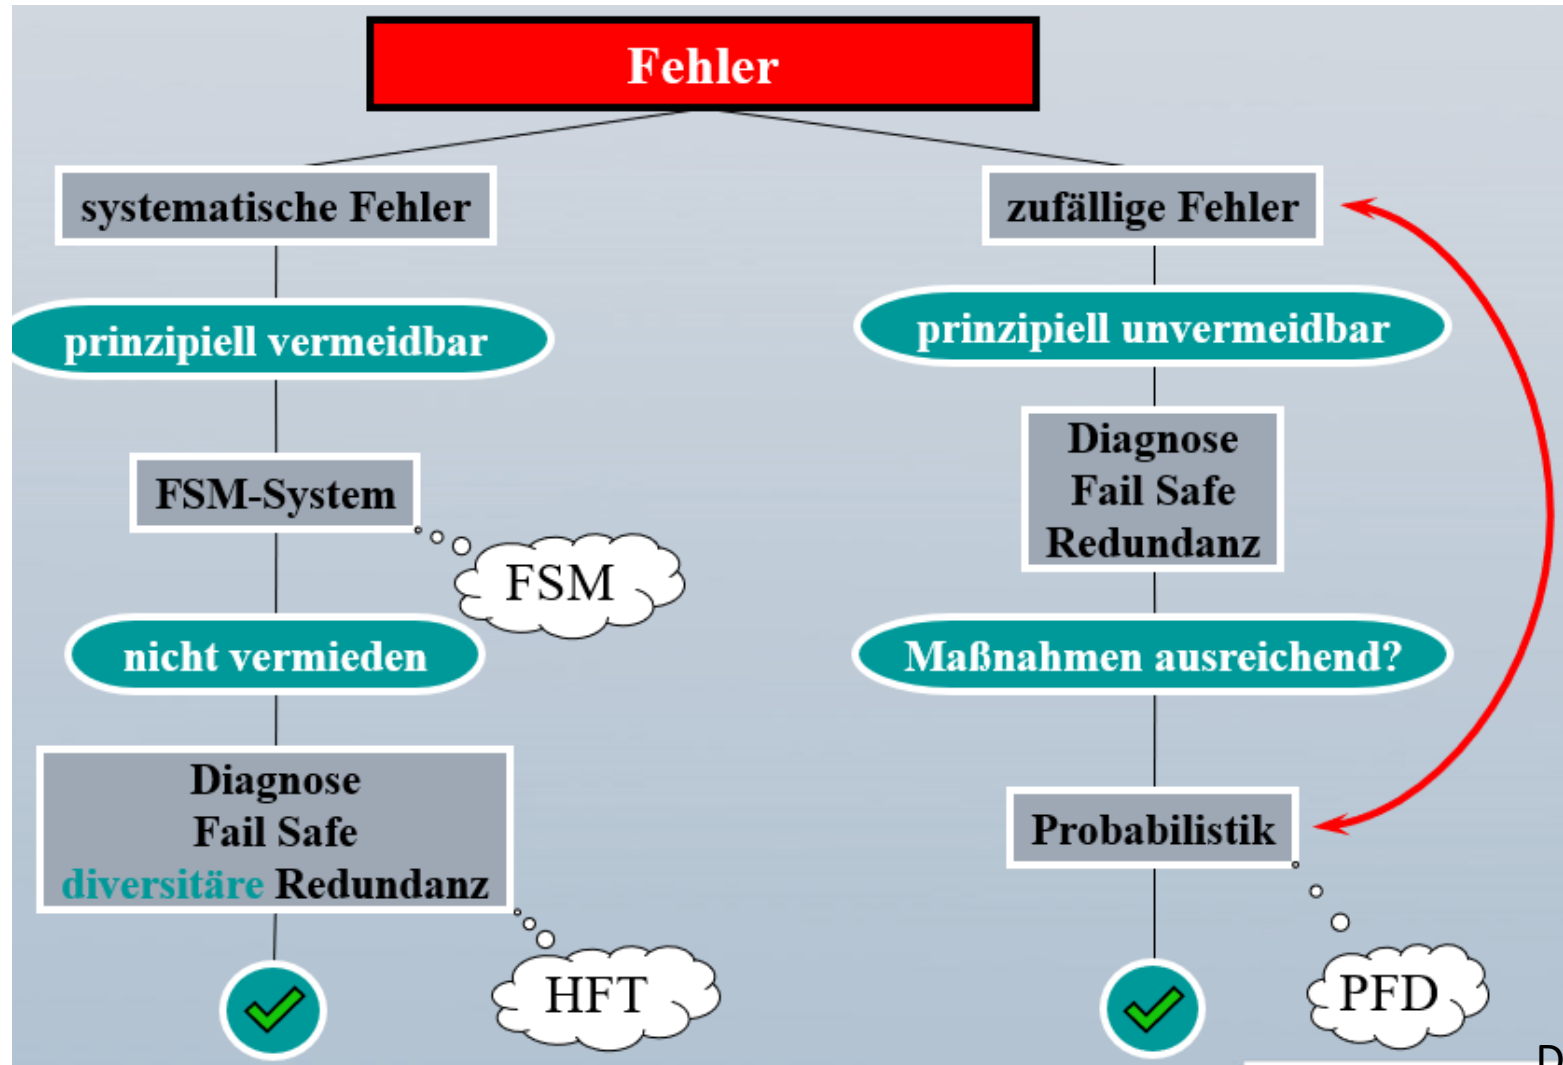 Fehler
systematische Fehler
prinzipiell vermeidbar
FSM-System
FSM
nicht vermieden
Diagnose
Fail Safe
diversitäre Redundanz
HFT
zufällige Fehler
prinzipiell unvermeidbar
Diagnose
Fail Safe
Redundanz
Maßnahmen ausreichend?
Probabilistik
PFD
D